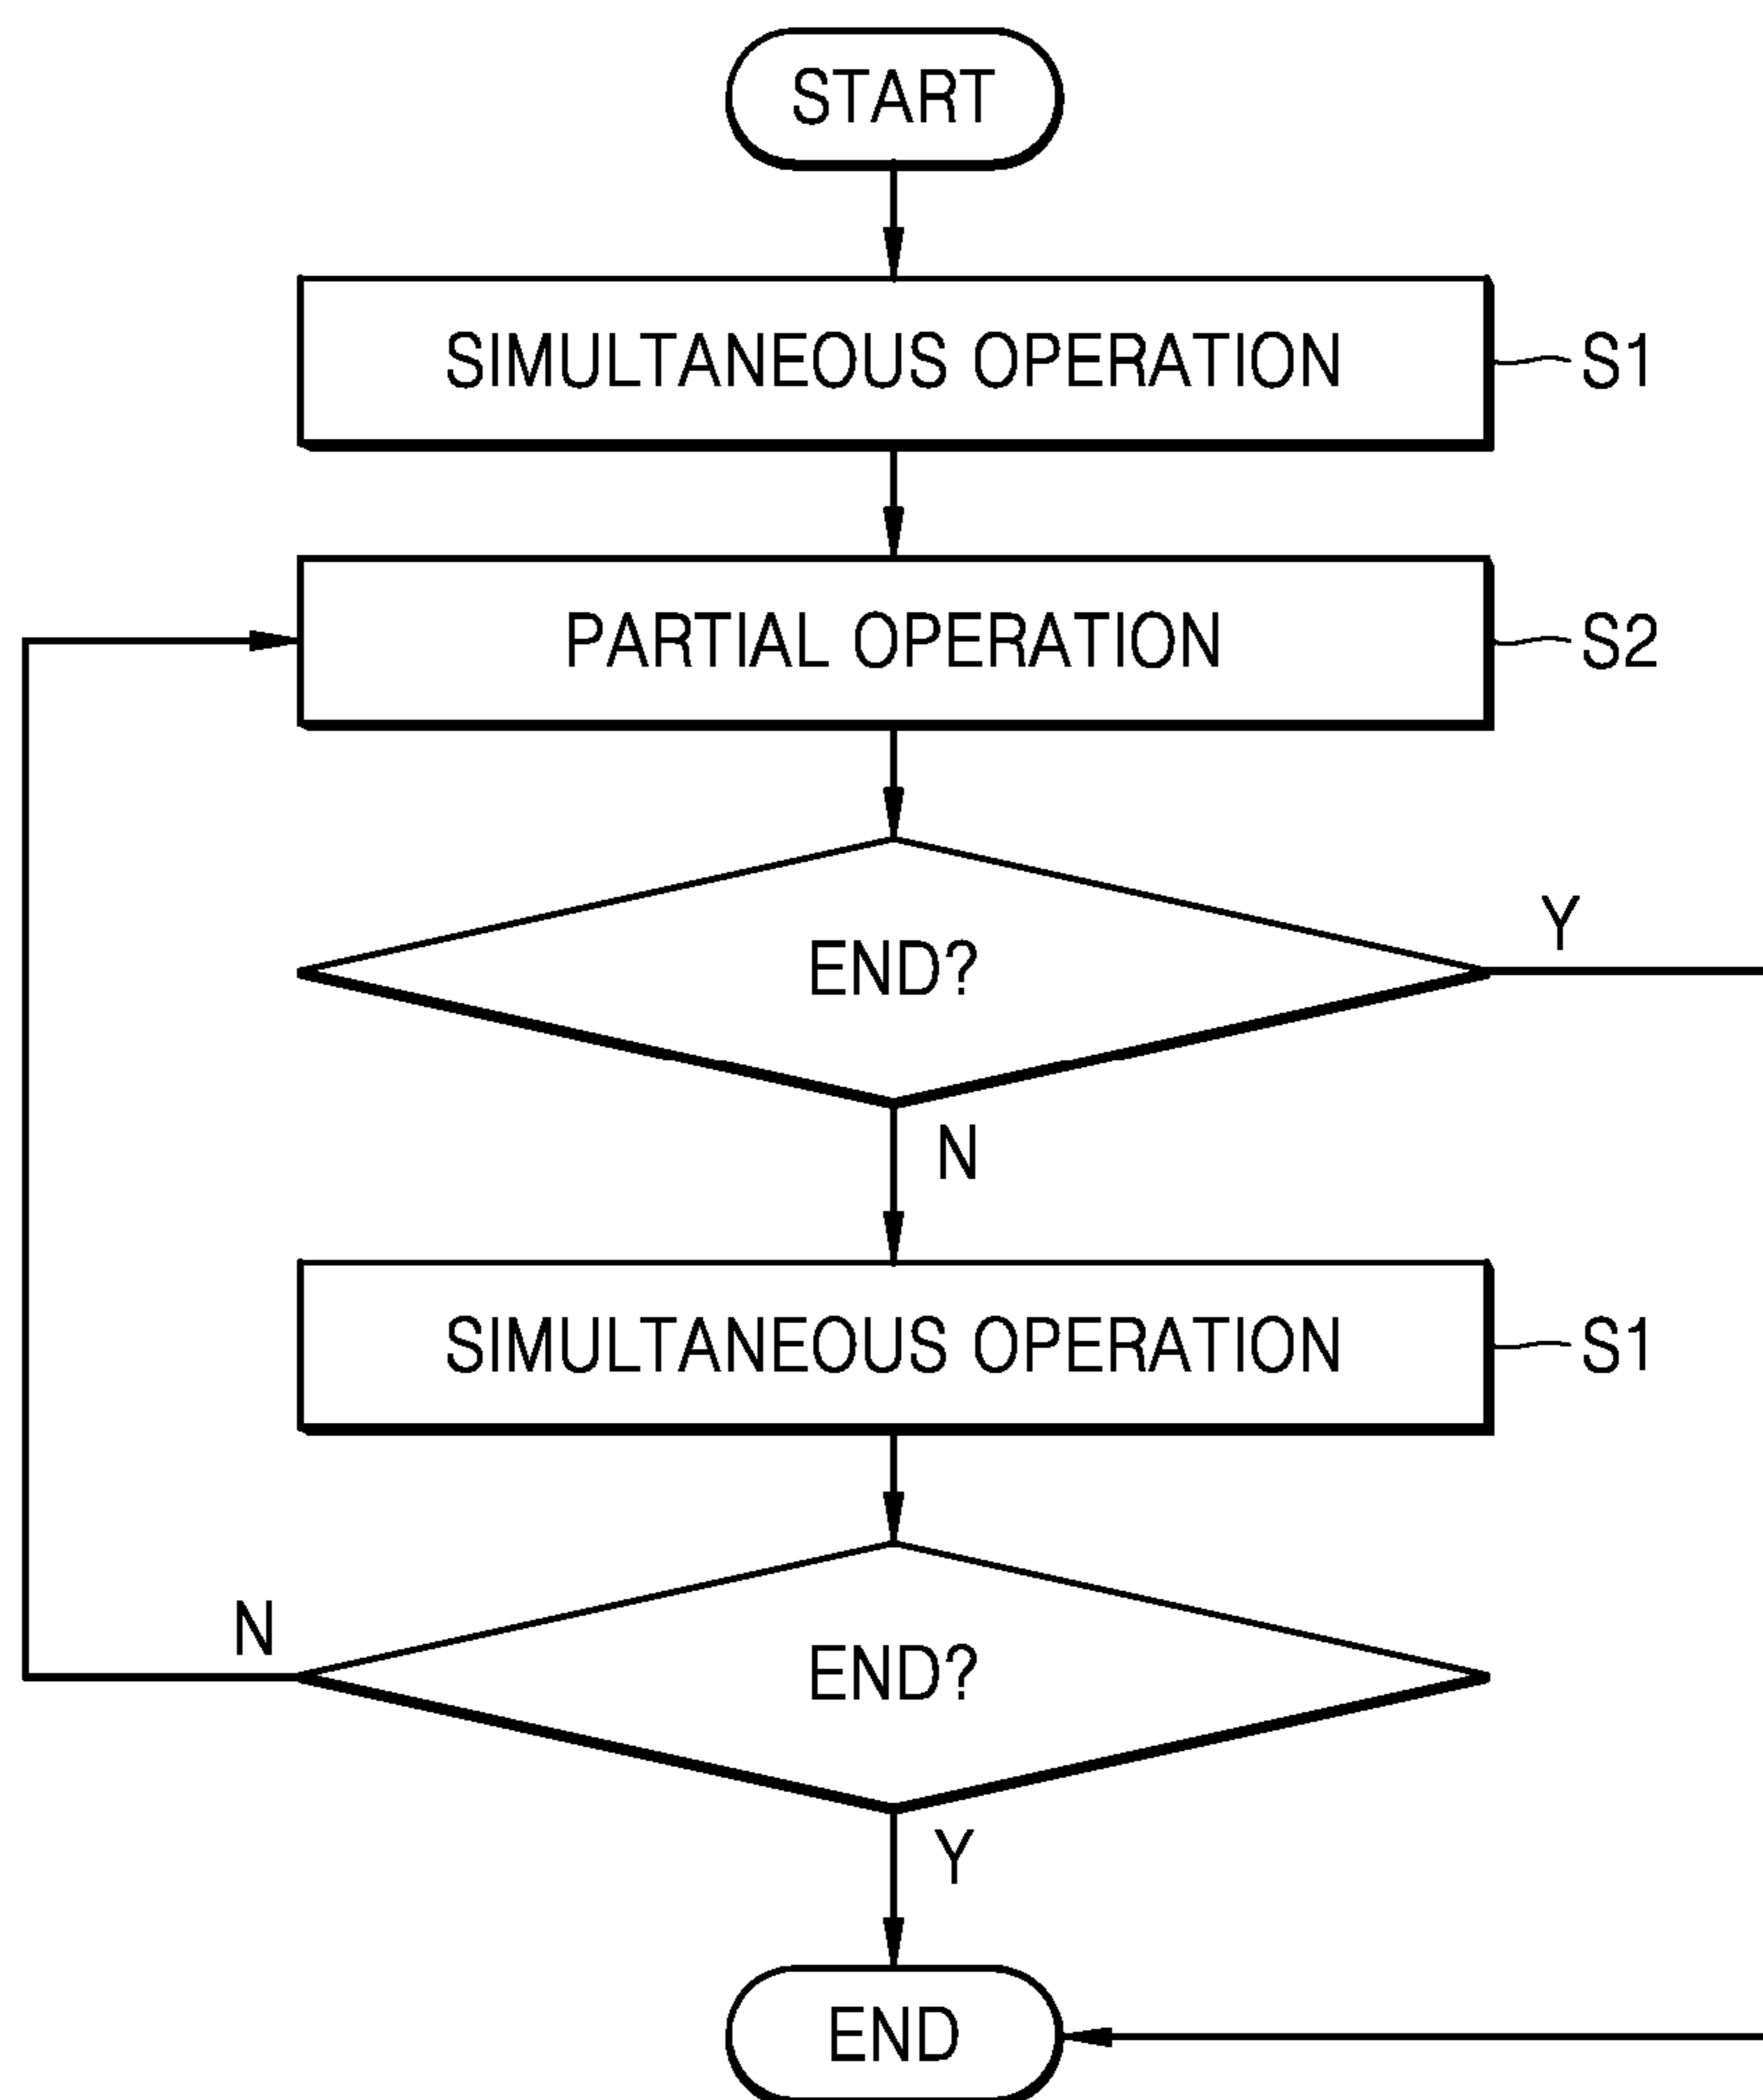 START
SIMULTANEOUS OPERATION
S1
PARTIAL OPERATION
S2
END?
Y
N
SIMULTANEOUS OPERATION
S1
END?
N
Y
END